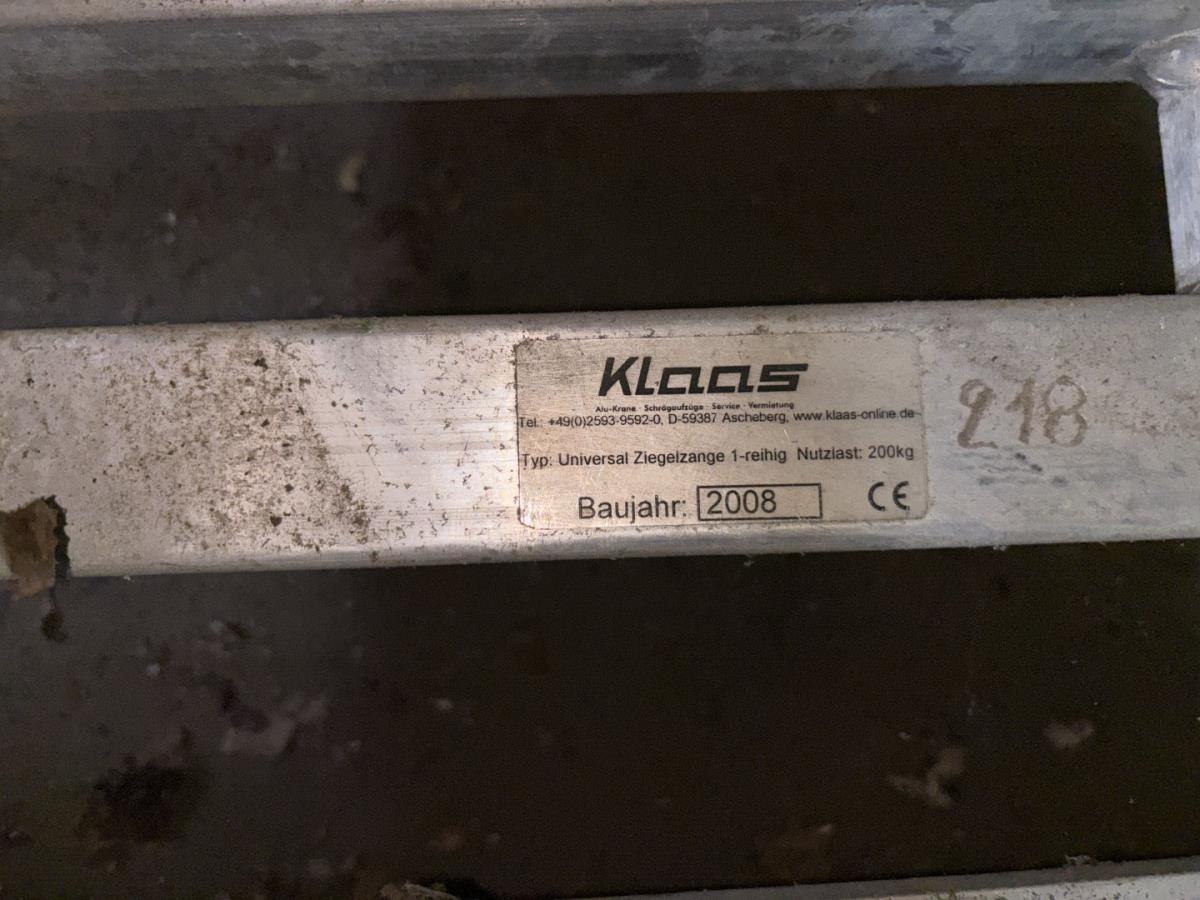 Klaas
Alu-Krane · Schrägaufzüge · Service · Vermietung
Tel.: +49(0)2593-9592-0, D-59387 Ascheberg, www.klaas-online.de
Typ: Universal Ziegelzange 1-reihig Nutzlast: 200kg
Baujahr: 2008 CE
218